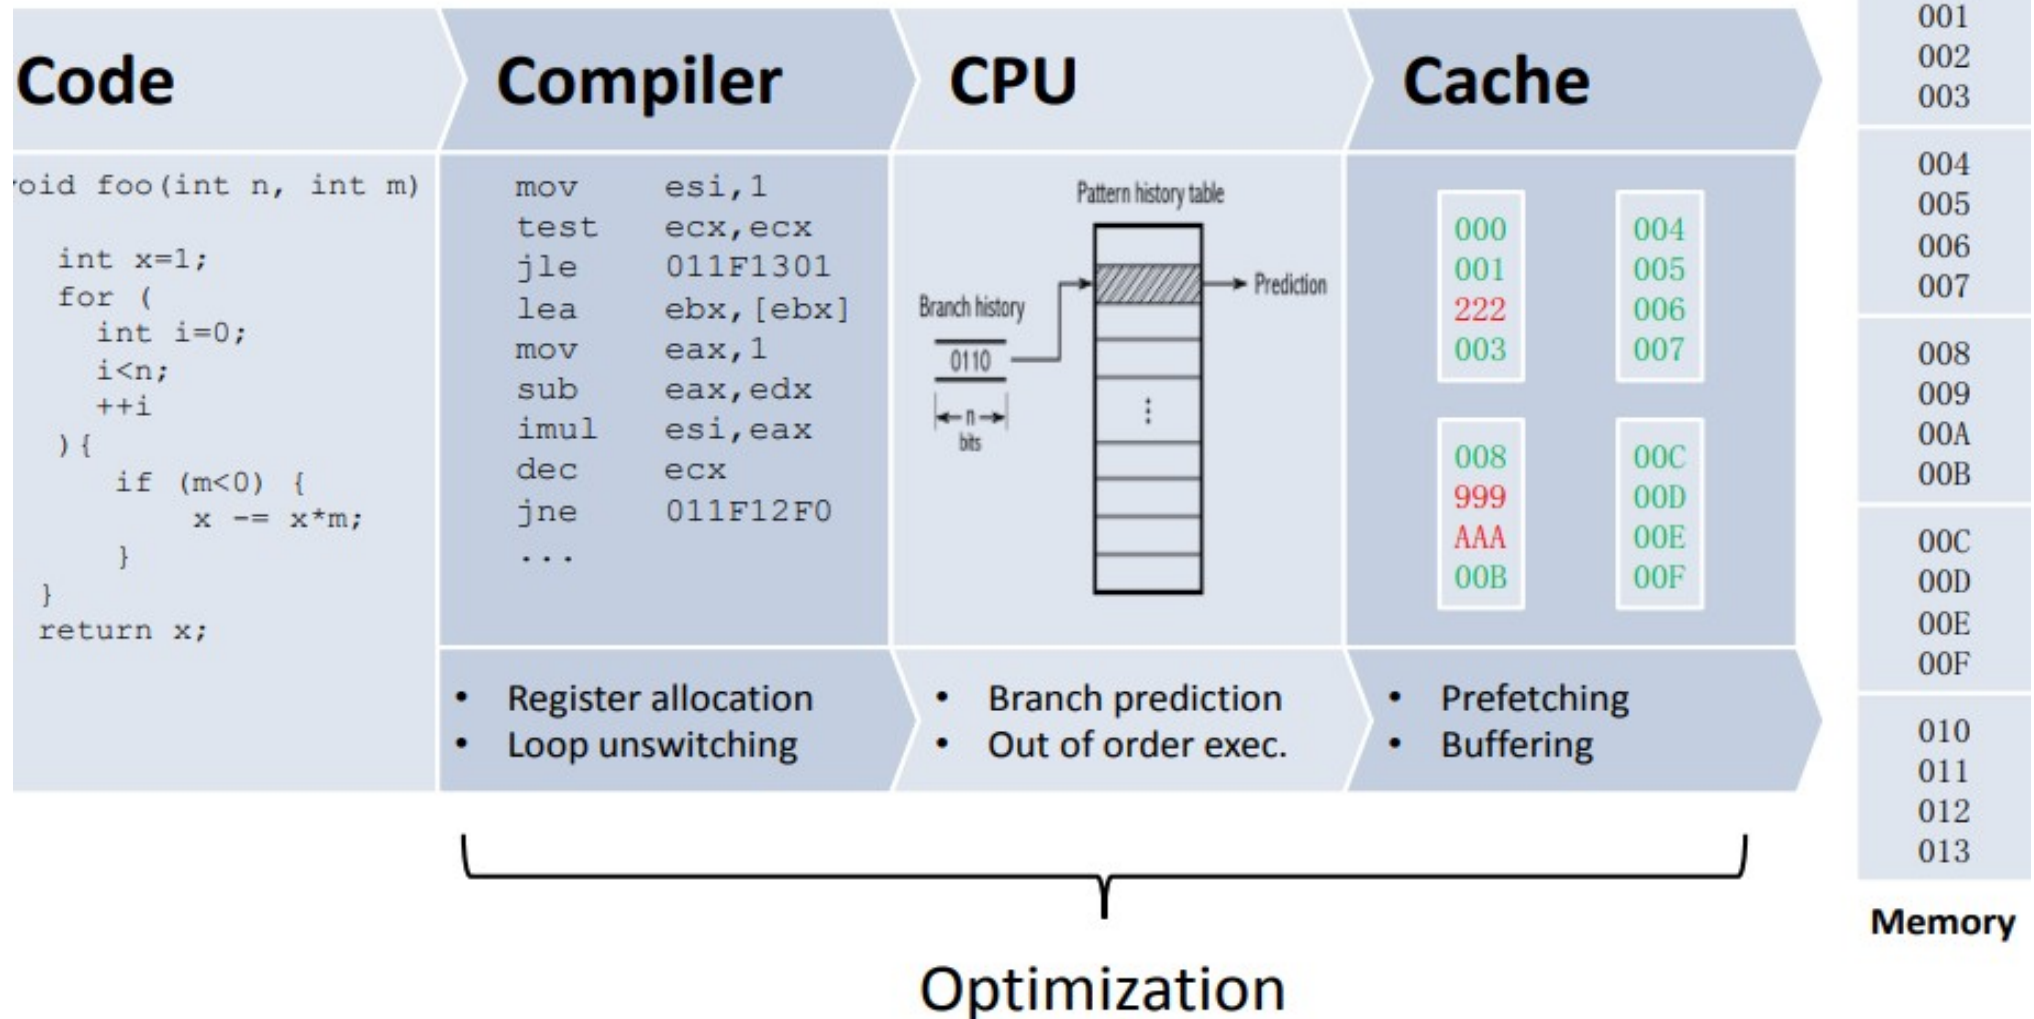 Code
Compiler
CPU
Cache
oid foo(int n, int m)
int x=1;
for (
int i=0;
i<n;
++i
){
if (m<0) {
x -= x*m;
}
}
return x;
mov esi,1
test ecx,ecx
jle 011F1301
lea ebx,[ebx]
mov eax,1
sub eax,edx
imul esi,eax
dec ecx
jne 011F12F0
...
Pattern history table
Branch history
0110
n
bits
Prediction
000 004
001 005
222 006
003 007
008 00C
999 00D
AAA 00E
00B 00F
• Register allocation
• Loop unswitching
• Branch prediction
• Out of order exec.
• Prefetching
• Buffering
001
002
003
004
005
006
007
008
009
00A
00B
00C
00D
00E
00F
010
011
012
013
Memory
Optimization